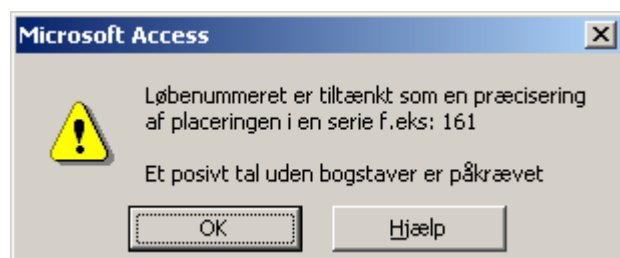 Microsoft Access
Løbenummeret er tiltænkt som en præcisering
af placeringen i en serie f.eks: 161
Et posivt tal uden bogstaver er påkrævet
OK
Hjælp